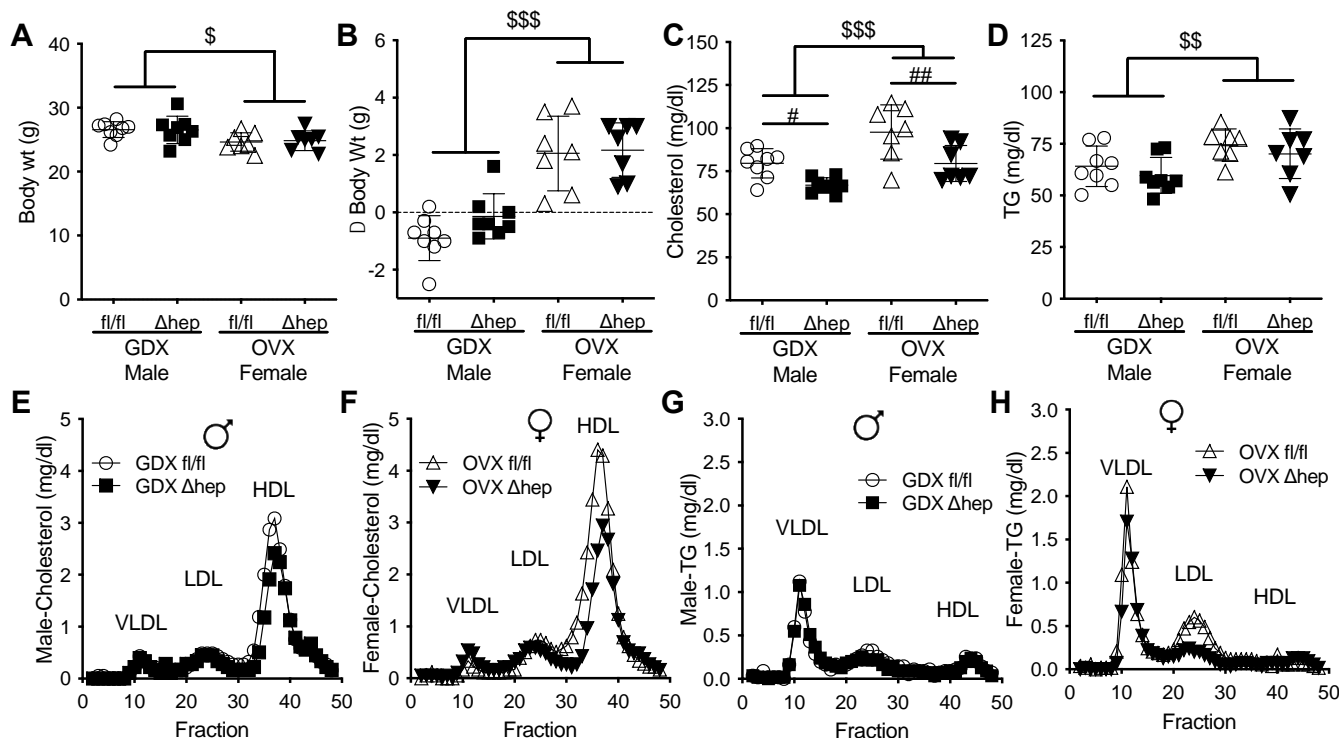 A
$
Body wt (g)
40
30
20
10
0
fl/fl Δhep fl/fl Δhep
GDX OVX
Male Female
B
$$$
D Body Wt (g)
6
4
2
0
-2
fl/fl Δhep fl/fl Δhep
GDX OVX
Male Female
C
$$$
##
#
Cholesterol (mg/dl)
150
125
100
75
50
25
0
fl/fl Δhep fl/fl Δhep
GDX OVX
Male Female
D
$$
TG (mg/dl)
125
100
75
50
25
0
fl/fl Δhep fl/fl Δhep
GDX OVX
Male Female
E
♂
GDX fl/fl
GDX Δhep
HDL
LDL
VLDL
Male-Cholesterol (mg/dl)
5
4
3
2
1
0
0 10 20 30 40 50
Fraction
F
♀
HDL
OVX fl/fl
OVX Δhep
LDL
VLDL
Female-Cholesterol (mg/dl)
5
4
3
2
1
0
0 10 20 30 40 50
Fraction
G
♂
GDX fl/fl
GDX Δhep
VLDL
LDL
HDL
Male-TG (mg/dl)
3.0
2.5
2.0
1.5
1.0
0.5
0.0
0 10 20 30 40 50
Fraction
H
♀
VLDL
OVX fl/fl
OVX Δhep
LDL
HDL
Female-TG (mg/dl)
3.0
2.5
2.0
1.5
1.0
0.5
0.0
0 10 20 30 40 50
Fraction